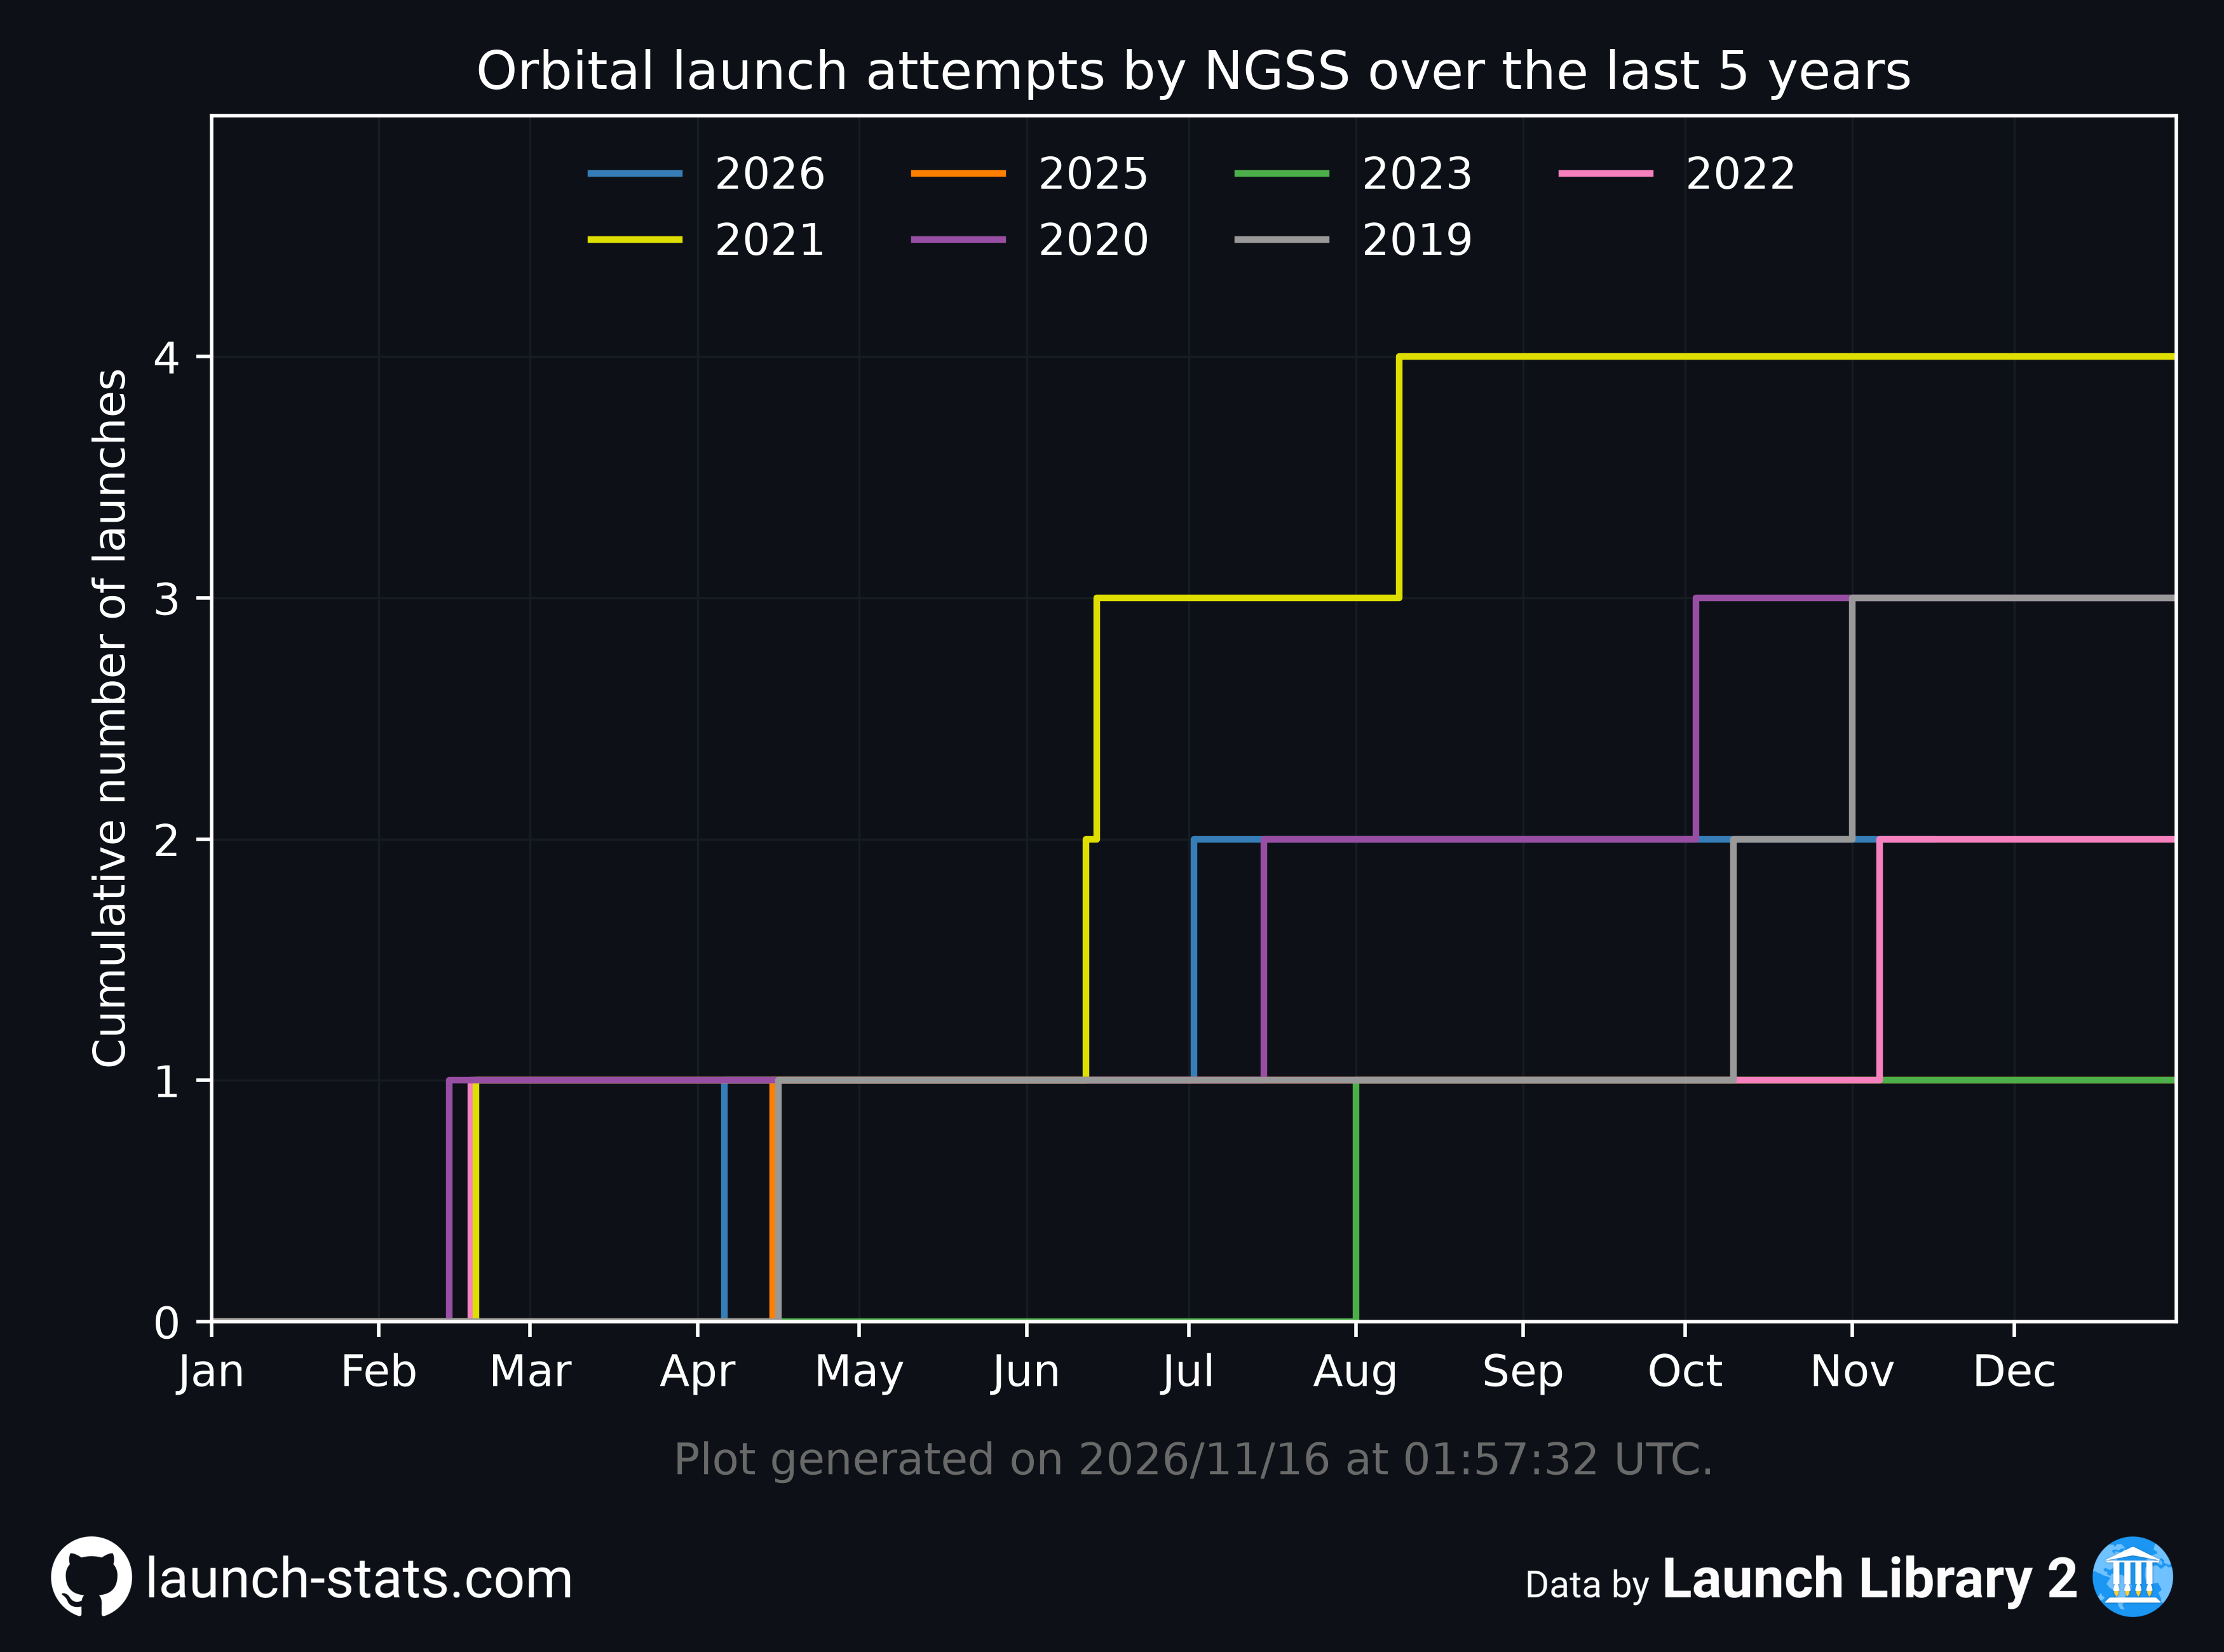 Orbital launch attempts by NGSS over the last 5 years
2026 2025 2023 2022
2021 2020 2019
Cumulative number of launches
4
3
2
1
0
Jan Feb Mar Apr May Jun Jul Aug Sep Oct Nov Dec
Plot generated on 2026/11/16 at 01:57:32 UTC.
launch-stats.com
Data by Launch Library 2